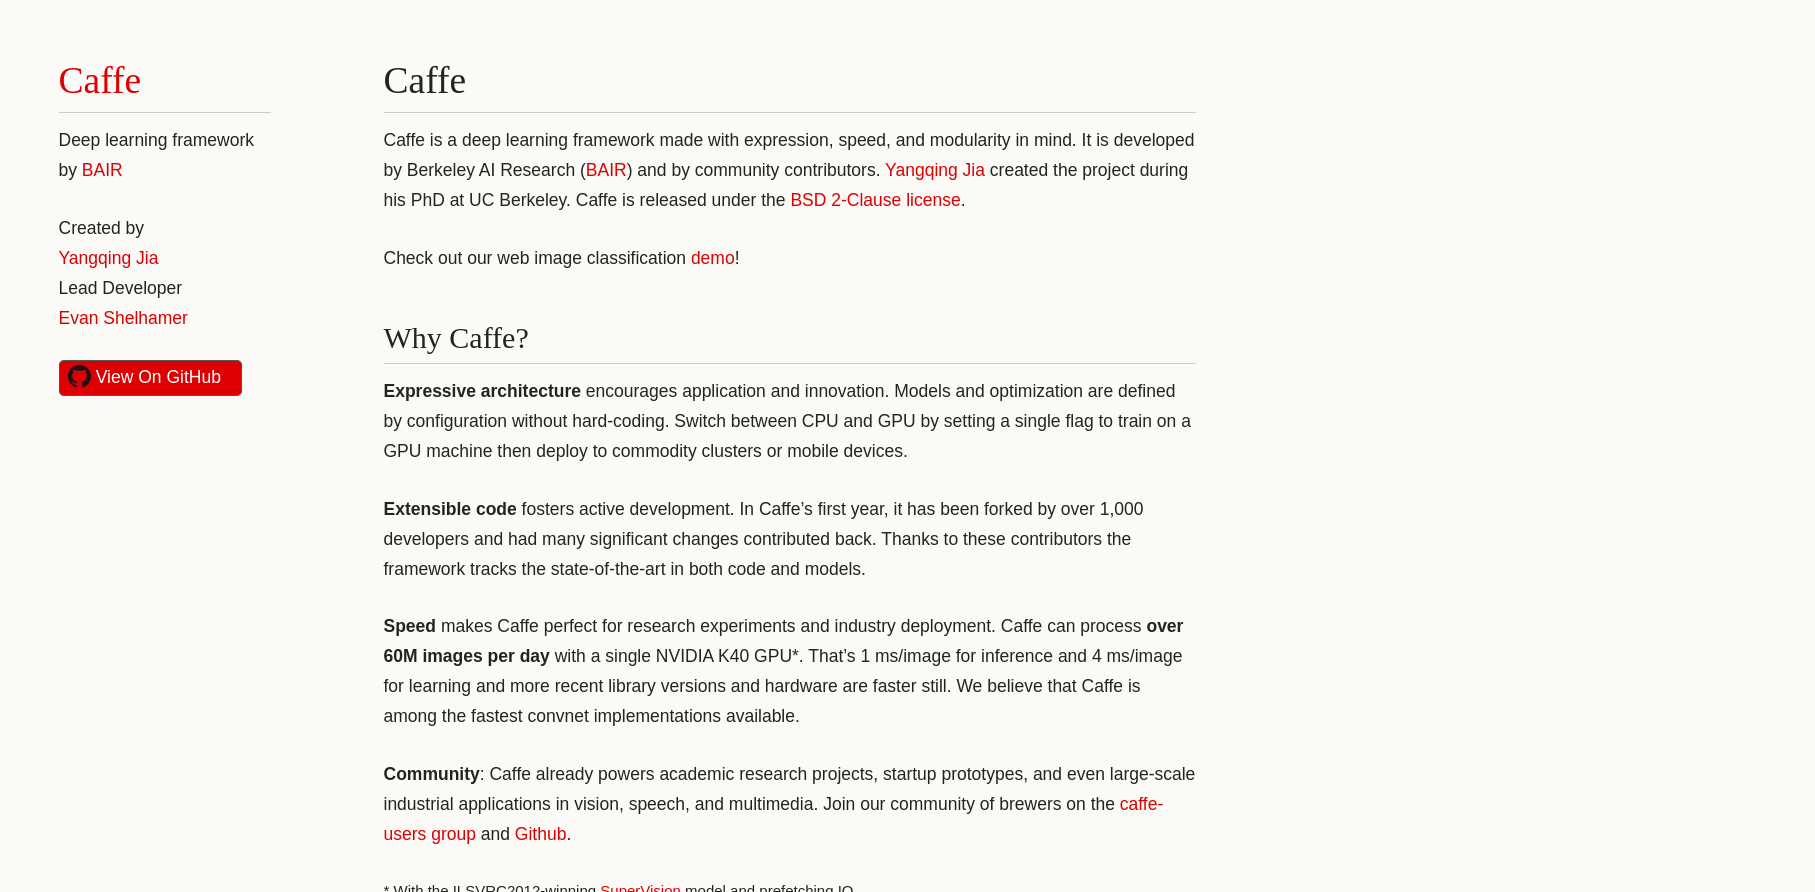 Caffe
Deep learning framework
by BAIR
Created by
Yangqing Jia
Lead Developer
Evan Shelhamer
View On GitHub
Caffe
Caffe is a deep learning framework made with expression, speed, and modularity in mind. It is developed
by Berkeley AI Research (BAIR) and by community contributors. Yangqing Jia created the project during
his PhD at UC Berkeley. Caffe is released under the BSD 2-Clause license.
Check out our web image classification demo!
Why Caffe?
Expressive architecture encourages application and innovation. Models and optimization are defined
by configuration without hard-coding. Switch between CPU and GPU by setting a single flag to train on a
GPU machine then deploy to commodity clusters or mobile devices.
Extensible code fosters active development. In Caffe’s first year, it has been forked by over 1,000
developers and had many significant changes contributed back. Thanks to these contributors the
framework tracks the state-of-the-art in both code and models.
Speed makes Caffe perfect for research experiments and industry deployment. Caffe can process over
60M images per day with a single NVIDIA K40 GPU*. That’s 1 ms/image for inference and 4 ms/image
for learning and more recent library versions and hardware are faster still. We believe that Caffe is
among the fastest convnet implementations available.
Community: Caffe already powers academic research projects, startup prototypes, and even large-scale
industrial applications in vision, speech, and multimedia. Join our community of brewers on the caffe-
users group and Github.
* With the ILSVRC2012-winning SuperVision model and prefetching IO.